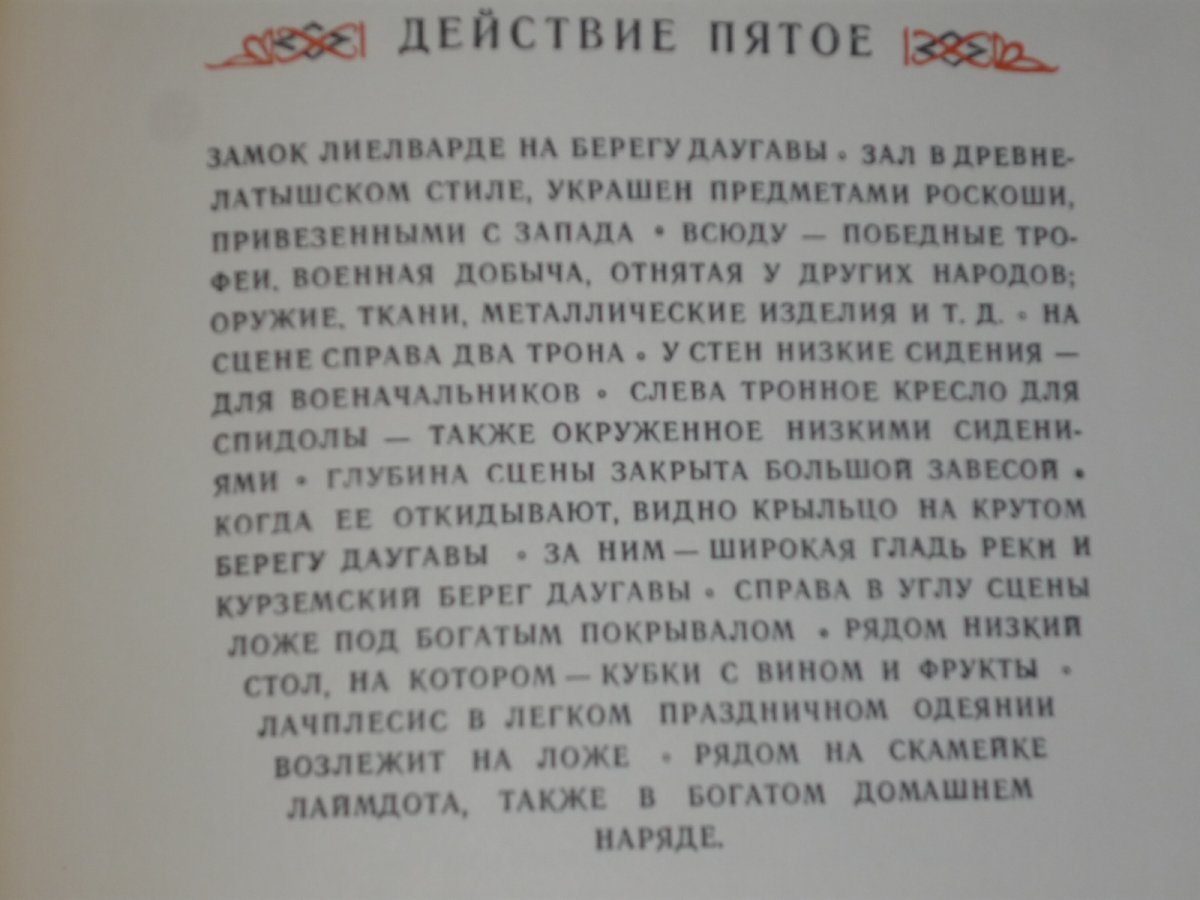 ДЕЙСТВИЕ ПЯТОЕ
ЗАМОК ЛИЕЛВАРДЕ НА БЕРЕГУ ДАУГАВЫ • ЗАЛ В ДРЕВНЕ-
ЛАТЫШСКОМ СТИЛЕ, УКРАШЕН ПРЕДМЕТАМИ РОСКОШИ,
ПРИВЕЗЕННЫМИ С ЗАПАДА • ВСЮДУ — ПОБЕДНЫЕ ТРО-
ФЕИ, ВОЕННАЯ ДОБЫЧА, ОТНЯТАЯ У ДРУГИХ НАРОДОВ;
ОРУЖИЕ, ТКАНИ, МЕТАЛЛИЧЕСКИЕ ИЗДЕЛИЯ И Т. Д. • НА
СЦЕНЕ СПРАВА ДВА ТРОНА • У СТЕН НИЗКИЕ СИДЕНИЯ —
ДЛЯ ВОЕНАЧАЛЬНИКОВ • СЛЕВА ТРОННОЕ КРЕСЛО ДЛЯ
СПИДОЛЫ — ТАКЖЕ ОКРУЖЕННОЕ НИЗКИМИ СИДЕНИ-
ЯМИ • ГЛУБИНА СЦЕНЫ ЗАКРЫТА БОЛЬШОЙ ЗАВЕСОЙ •
КОГДА ЕЕ ОТКИДЫВАЮТ, ВИДНО КРЫЛЬЦО НА КРУТОМ
БЕРЕГУ ДАУГАВЫ • ЗА НИМ — ШИРОКАЯ ГЛАДЬ РЕКИ И
КУРЗЕМСКИЙ БЕРЕГ ДАУГАВЫ • СПРАВА В УГЛУ СЦЕНЫ
ЛОЖЕ ПОД БОГАТЫМ ПОКРЫВАЛОМ • РЯДОМ НИЗКИЙ
СТОЛ, НА КОТОРОМ — КУБКИ С ВИНОМ И ФРУКТЫ •
ЛАЧПЛЕСИС В ЛЕГКОМ ПРАЗДНИЧНОМ ОДЕЯНИИ
ВОЗЛЕЖИТ НА ЛОЖЕ • РЯДОМ НА СКАМЕЙКЕ
ЛАЙМДОТА, ТАКЖЕ В БОГАТОМ ДОМАШНЕМ
НАРЯДЕ.